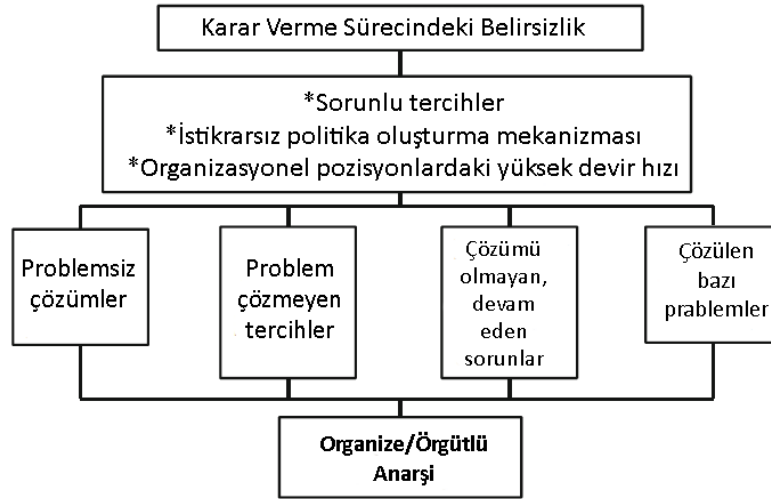 Karar Verme Sürecindeki Belirsizlik
*Sorunlu tercihler
*İstikrarsız politika oluşturma mekanizması
*Organizasyonel pozisyonlardaki yüksek devir hızı
Problemsiz
çözümler
Problem
çözmeyen
tercihler
Çözümü
olmayan,
devam
eden
sorunlar
Çözülen
bazı
prablemler
Organize/Örgütlü
Anarşi